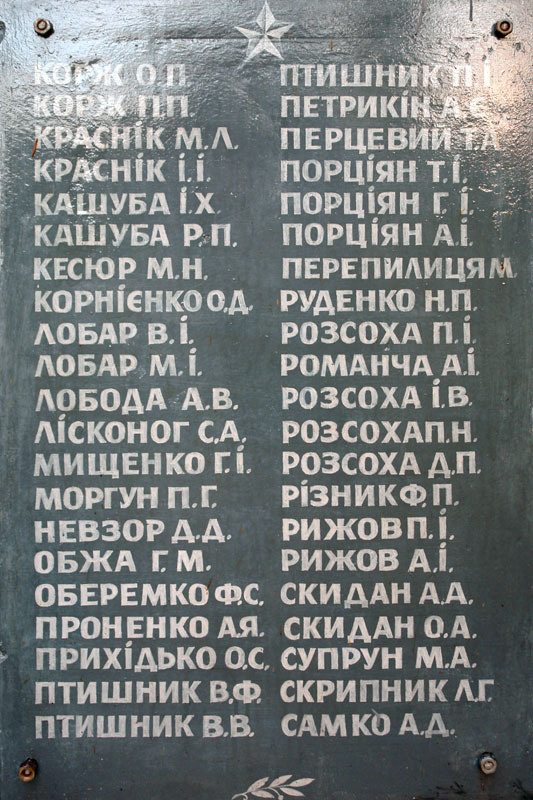 КОРЖ О.П.
КОРЖ П.П.
КРАСНІК М.Л.
КРАСНІК І.І.
КАШУБА І.Х.
КАШУБА Р.П.
КЕСЮР М.Н.
КОРНІЄНКО О.Д.
ЛОБАР В.І.
ЛОБАР М.І.
ЛОБОДА А.В.
ЛІСКОНОГ С.А.
МИЩЕНКО Г.І.
МОРГУН П.Г.
НЕВЗОР Д.Д.
ОБЖА Г.М.
ОБЕРЕМКО Ф.С.
ПРОНЕНКО А.Я.
ПРИХІДЬКО О.С.
ПТИШНИК В.Ф.
ПТИШНИК В.В.
ПТИШНИК П.І.
ПЕТРИКІН А.Є.
ПЕРЦЕВИЙ Т.А.
ПОРЦІЯН Т.І.
ПОРЦІЯН Г.І.
ПОРЦІЯН А.І.
ПЕРЕПИЛИЦЯ М.
РУДЕНКО Н.П.
РОЗСОХА П.І.
РОМАНЧА А.І.
РОЗСОХА І.В.
РОЗСОХА П.Н.
РОЗСОХА Д.П.
РІЗНИК Ф.П.
РИЖОВ П.І.
РИЖОВ А.І.
СКИДАН А.А.
СКИДАН О.А.
СУПРУН М.А.
СКРИПНИК Л.Г.
САМКО А.Д.